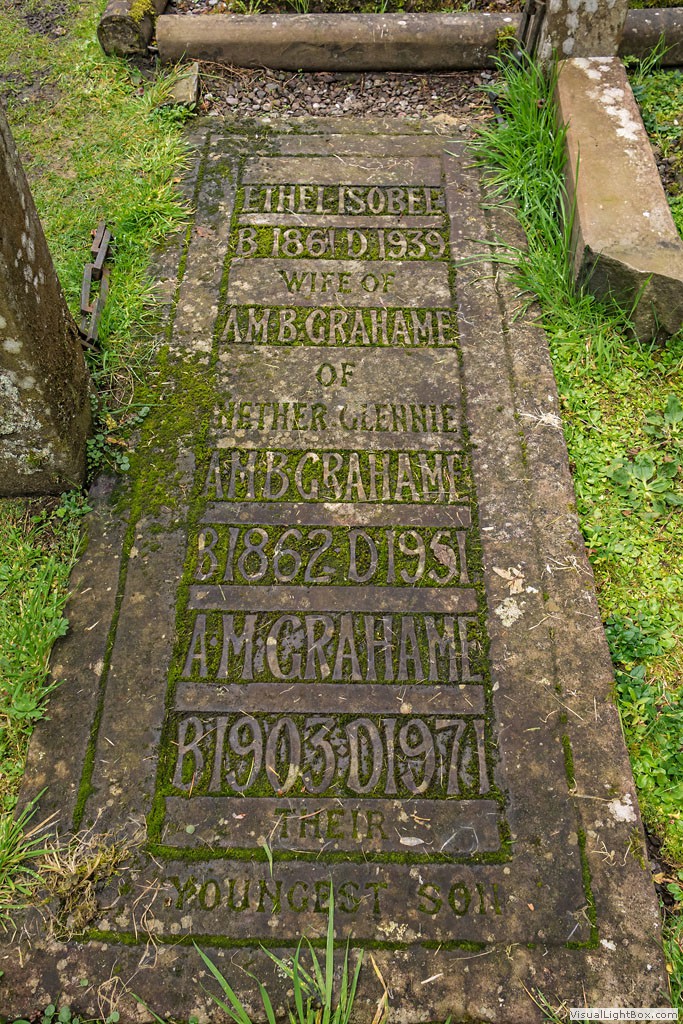 ETHEL ISOBEL
B 1861 D 1939
WIFE OF
A.M.B. GRAHAME
OF
NETHER GLENNIE
A.M.B. GRAHAME
B 1862 D 1951
A.M. GRAHAME
B 1903 D 1971
THEIR
YOUNGEST SON
VisualLightBox.com